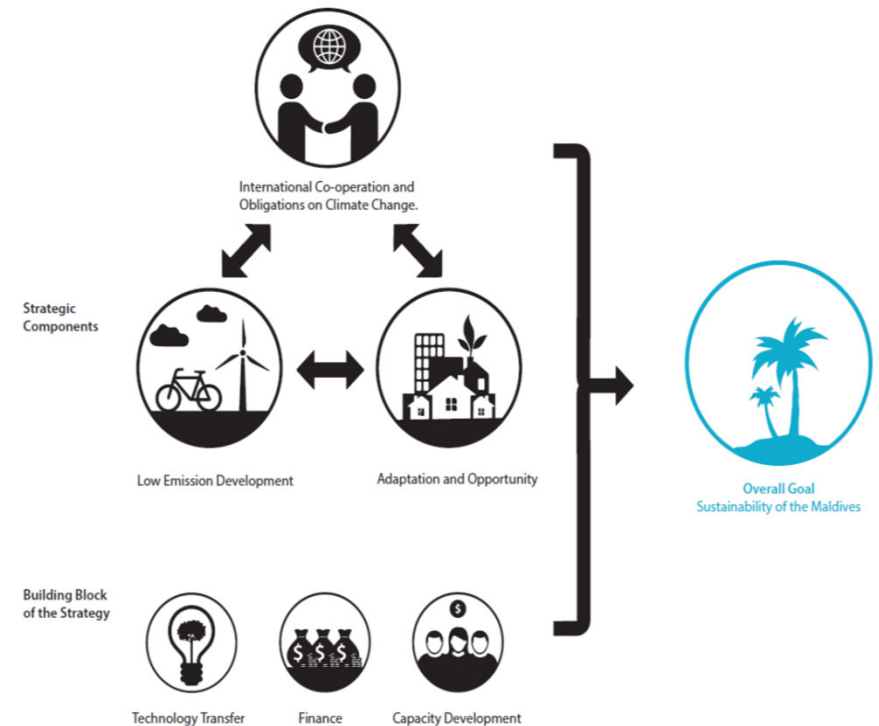 International Co-operation and
Obligations on Climate Change.
Strategic
Components
Low Emission Development
Adaptation and Opportunity
Overall Goal
Sustainability of the Maldives
Building Block
of the Strategy
$
$ $ $
Technology Transfer
Finance
Capacity Development